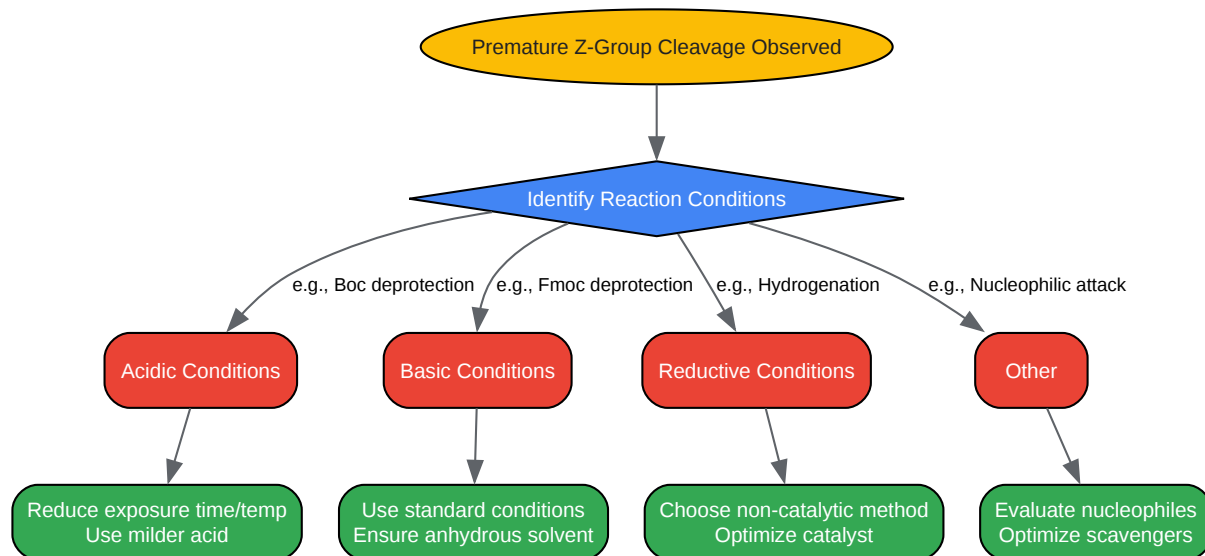 Premature Z-Group Cleavage Observed
Identify Reaction Conditions
e.g., Boc deprotection
e.g., Fmoc deprotection
e.g., Hydrogenation
e.g., Nucleophilic attack
Acidic Conditions
Basic Conditions
Reductive Conditions
Other
Reduce exposure time/temp
Use milder acid
Use standard conditions
Ensure anhydrous solvent
Choose non-catalytic method
Optimize catalyst
Evaluate nucleophiles
Optimize scavengers